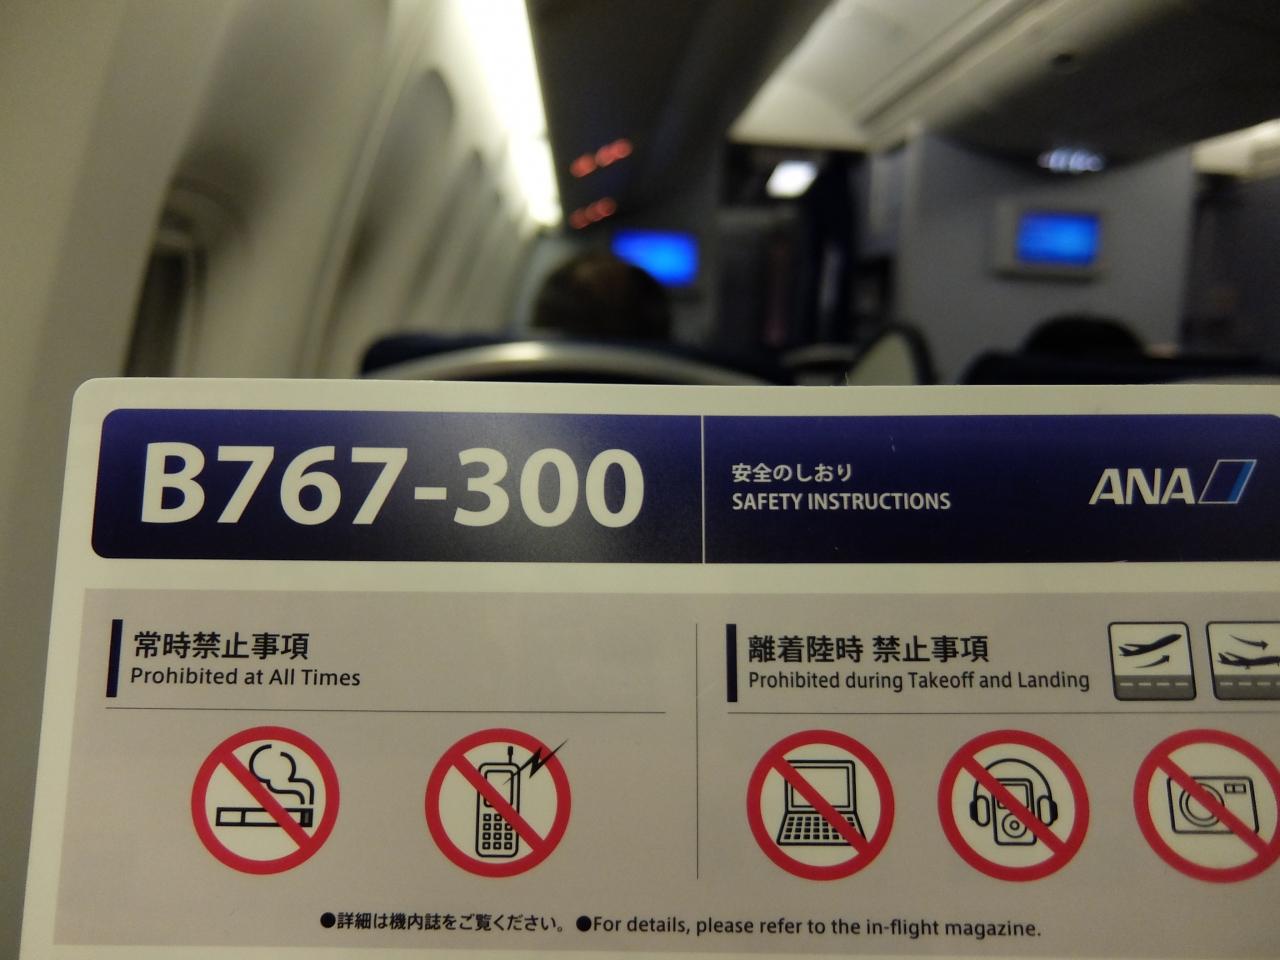 B767-300
安全のしおり
SAFETY INSTRUCTIONS
ANA
常時禁止事項
Prohibited at All Times
離着陸時 禁止事項
Prohibited during Takeoff and Landing
●詳細は機内誌をご覧ください。 ●For details, please refer to the in-flight magazine.